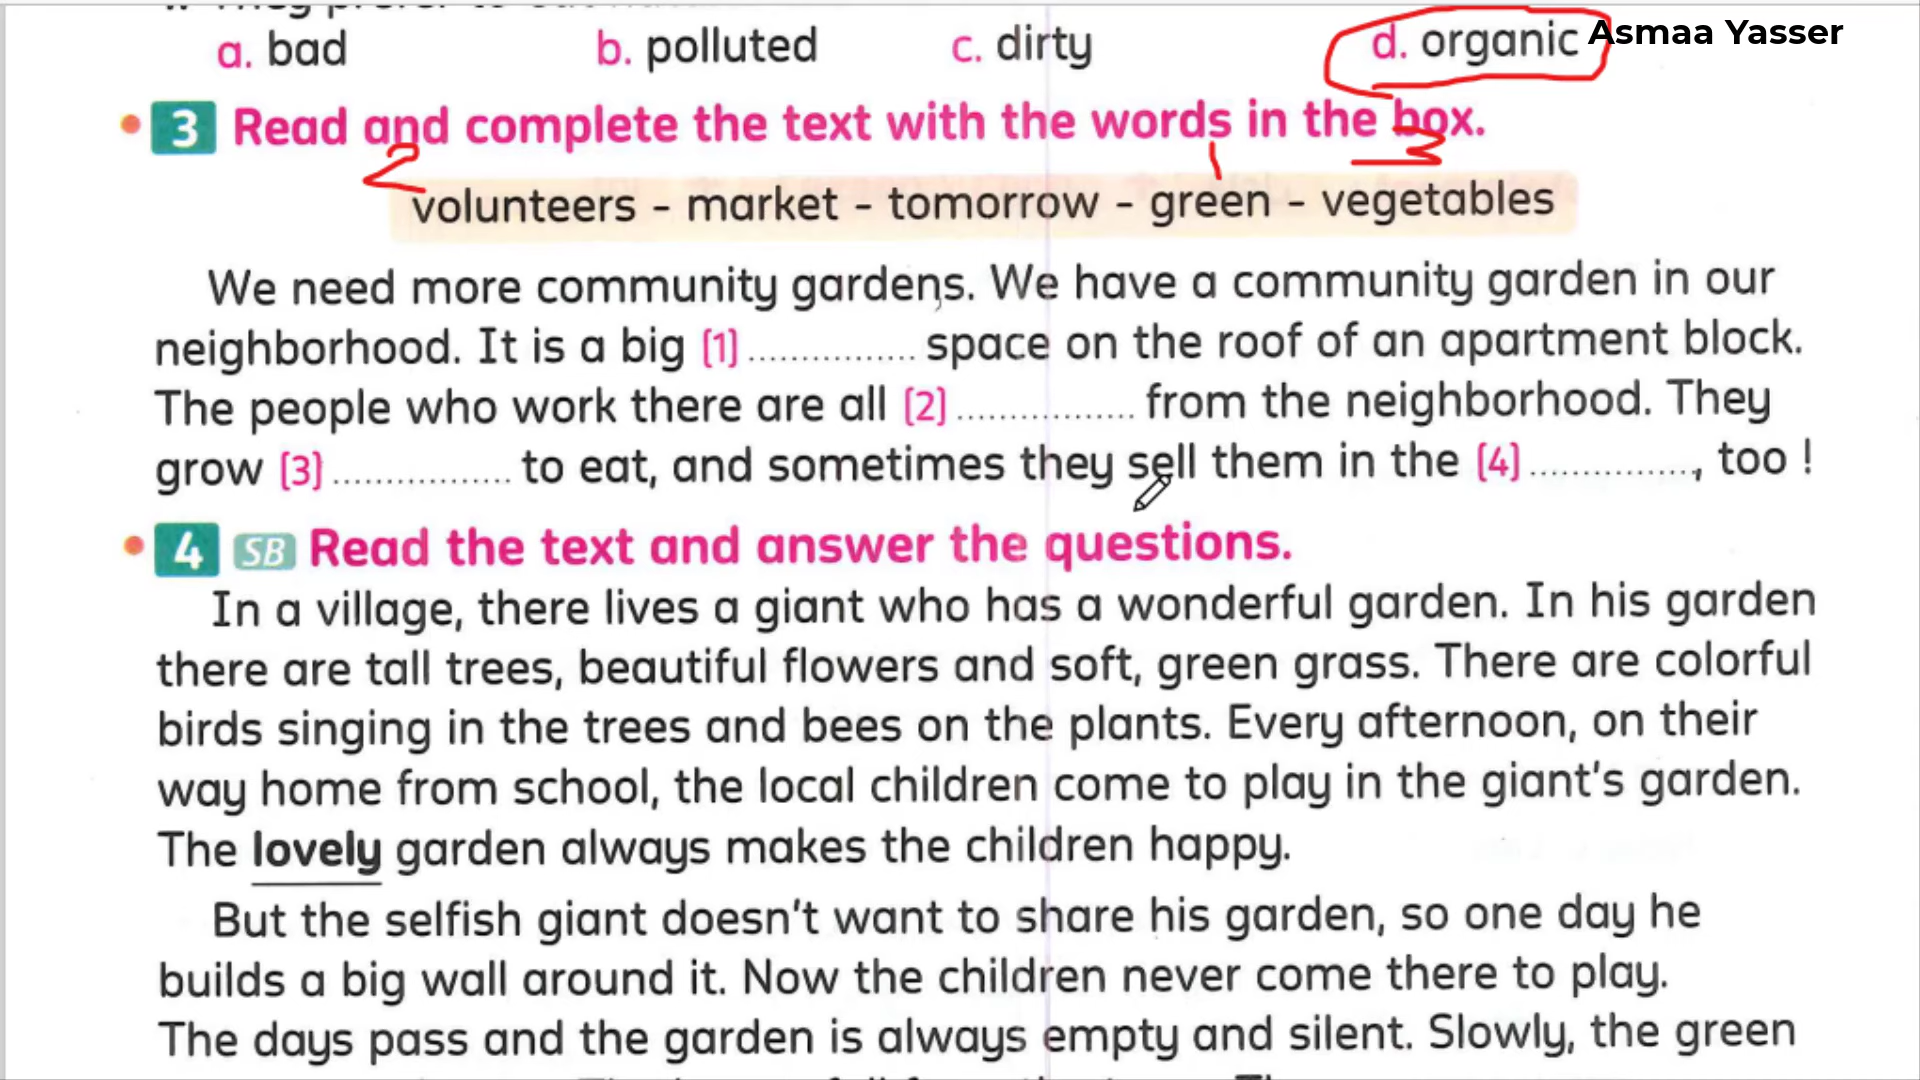 a. bad b. polluted c. dirty d. organic Asmaa Yasser
3 Read and complete the text with the words in the box.
2 1 3
volunteers - market - tomorrow - green - vegetables
We need more community gardens. We have a community garden in our
neighborhood. It is a big (1) ............... space on the roof of an apartment block.
The people who work there are all (2) ................ from the neighborhood. They
grow (3) ................ to eat, and sometimes they sell them in the (4) ..............., too !
4 SB Read the text and answer the questions.
In a village, there lives a giant who has a wonderful garden. In his garden
there are tall trees, beautiful flowers and soft, green grass. There are colorful
birds singing in the trees and bees on the plants. Every afternoon, on their
way home from school, the local children come to play in the giant's garden.
The lovely garden always makes the children happy.
But the selfish giant doesn't want to share his garden, so one day he
builds a big wall around it. Now the children never come there to play.
The days pass and the garden is always empty and silent. Slowly, the green